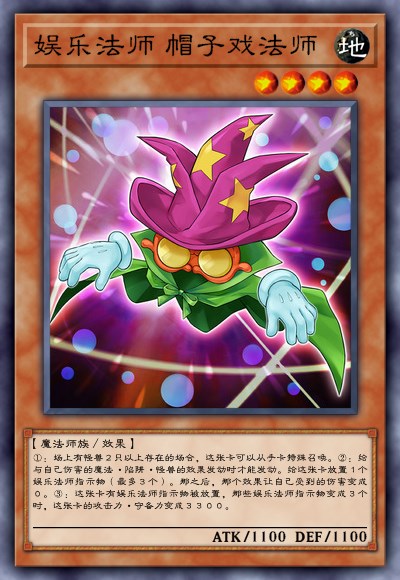 娱乐法师 帽子戏法师
地
【魔法师族/效果】
①：场上有怪兽2只以上存在的场合，这张卡可以从手卡特殊召唤。②：给
与自己伤害的魔法·陷阱·怪兽的效果发动时才能发动。给这张卡放置1个
娱乐法师指示物（最多3个）。那之后，那个效果让自己受到的伤害变成
0。③：这张卡有娱乐法师指示物被放置，那些娱乐法师指示物变成3个
时，这张卡的攻击力·守备力变成3300。
ATK/1100 DEF/1100